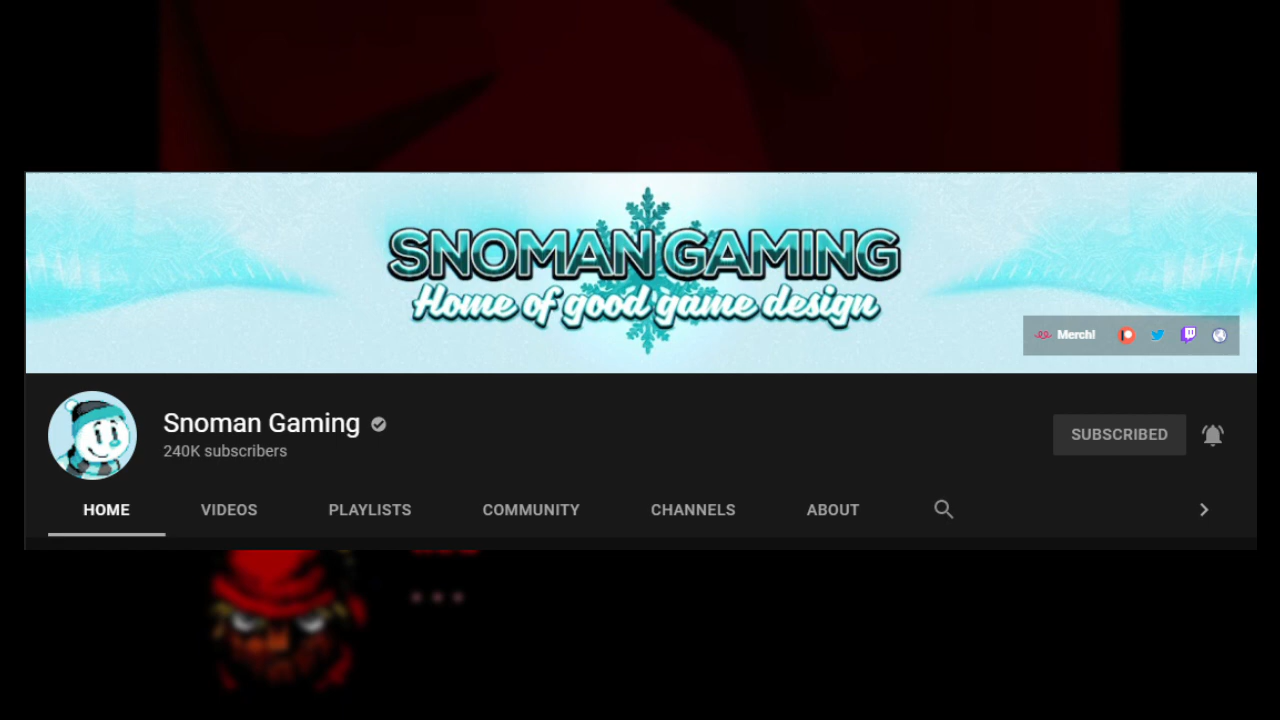 SNOMAN GAMING
Home of good game design
Merch!
Snoman Gaming
240K subscribers
SUBSCRIBED
HOME VIDEOS PLAYLISTS COMMUNITY CHANNELS ABOUT
...